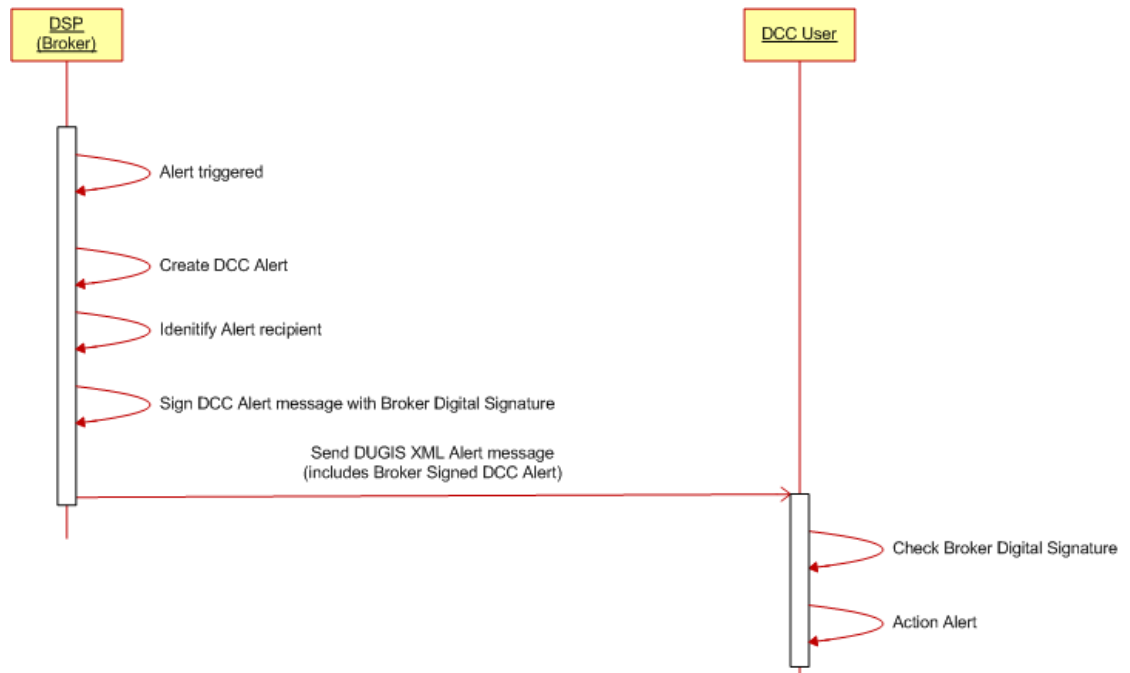 DSP
(Broker)
DCC User
Alert triggered
Create DCC Alert
Idenitify Alert recipient
Sign DCC Alert message with Broker Digital Signature
Send DUGIS XML Alert message
(includes Broker Signed DCC Alert)
Check Broker Digital Signature
Action Alert